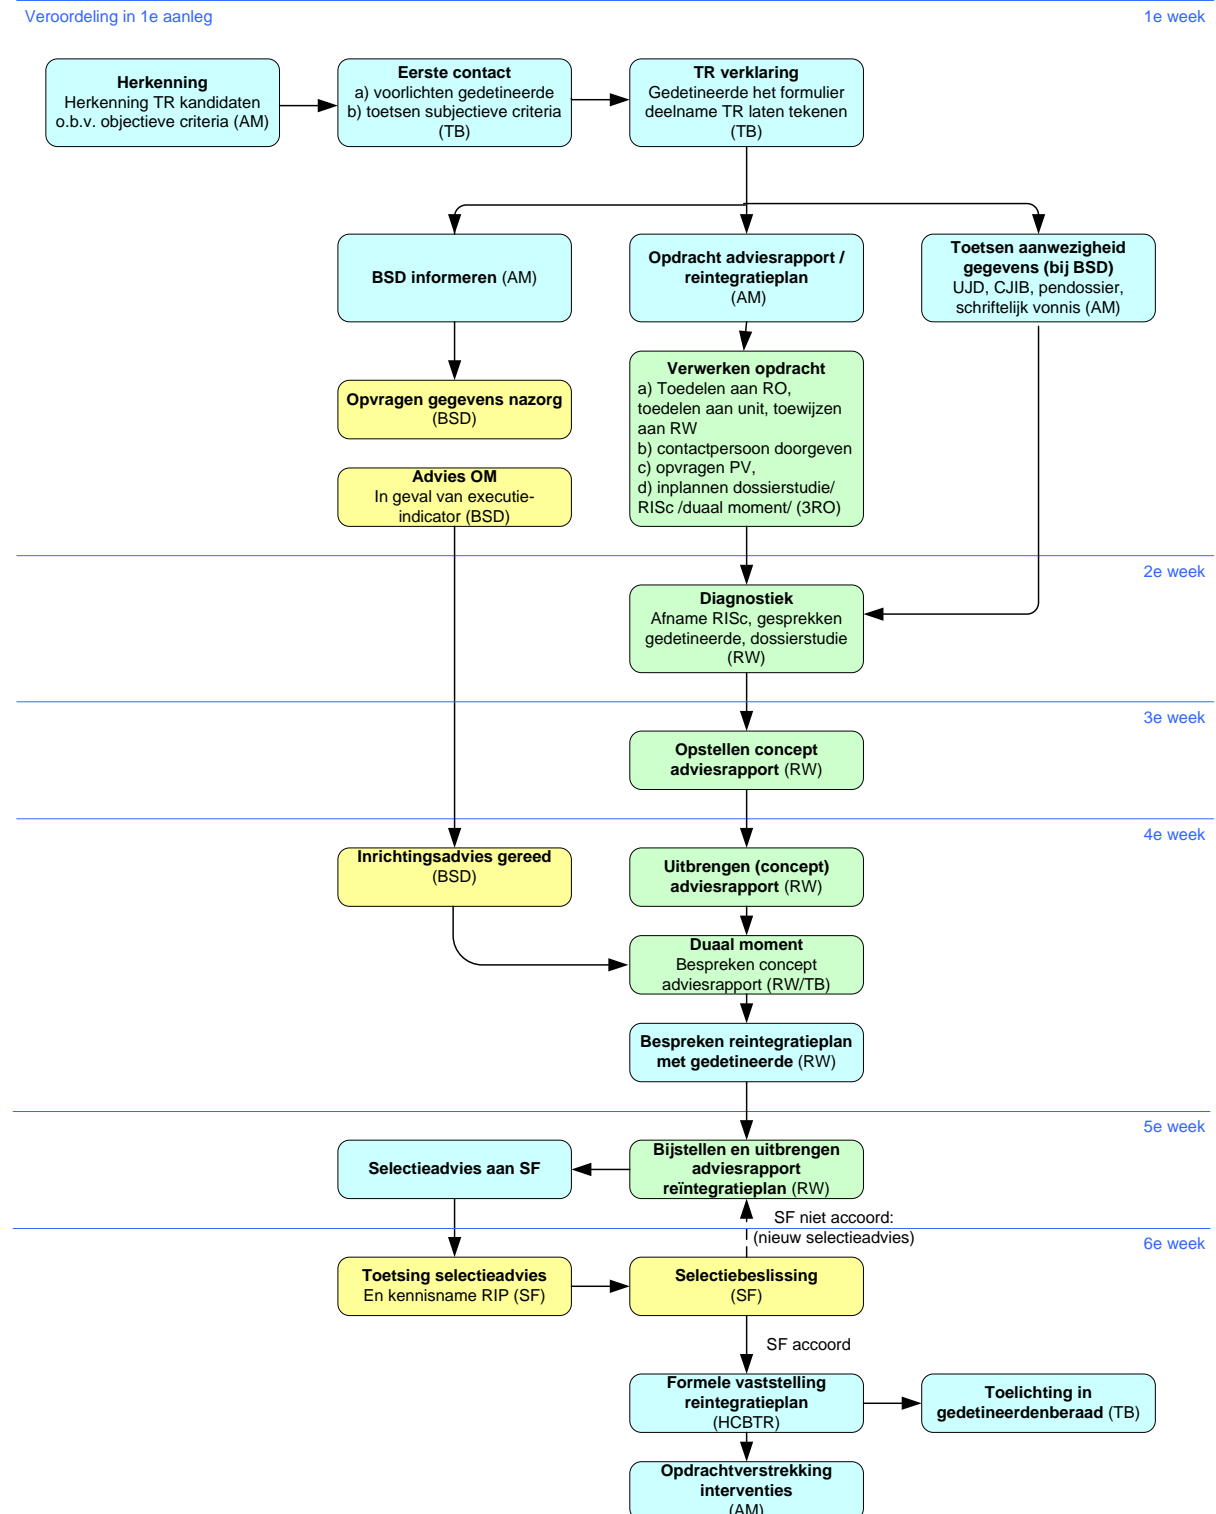 Veroordeling in 1e aanleg
1e week
Herkenning
Herkenning TR kandidaten
o.b.v. objectieve criteria (AM)
Eerste contact
a) voorlichten gedetineerde
b) toetsen subjectieve criteria
(TB)
TR verklaring
Gedetineerde het formulier
deelname TR laten tekenen
(TB)
BSD informeren (AM)
Opdracht adviesrapport /
reintegratieplan
(AM)
Toetsen aanwezigheid
gegevens (bij BSD)
UJD, CJIB, pendossier,
schriftelijk vonnis (AM)
Opvragen gegevens nazorg
(BSD)
Verwerken opdracht
a) Toedelen aan RO,
toedelen aan unit, toewijzen
aan RW
b) contactpersoon doorgeven
c) opvragen PV,
d) inplannen dossierstudie/
RISc /duaal moment/ (3RO)
Advies OM
In geval van executie-
indicator (BSD)
2e week
Diagnostiek
Afname RISc, gesprekken
gedetineerde, dossierstudie
(RW)
3e week
Opstellen concept
adviesrapport (RW)
4e week
Inrichtingsadvies gereed
(BSD)
Uitbrengen (concept)
adviesrapport (RW)
Duaal moment
Bespreken concept
adviesrapport (RW/TB)
Bespreken reintegratieplan
met gedetineerde (RW)
5e week
Selectieadvies aan SF
Bijstellen en uitbrengen
adviesrapport
reïntegratieplan (RW)
SF niet accoord:
(nieuw selectieadvies)
6e week
Toetsing selectieadvies
En kennisname RIP (SF)
Selectiebeslissing
(SF)
SF accoord
Formele vaststelling
reintegratieplan
(HCBTR)
Toelichting in
gedetineerdenberaad (TB)
Opdrachtverstrekking
interventies
(AM)